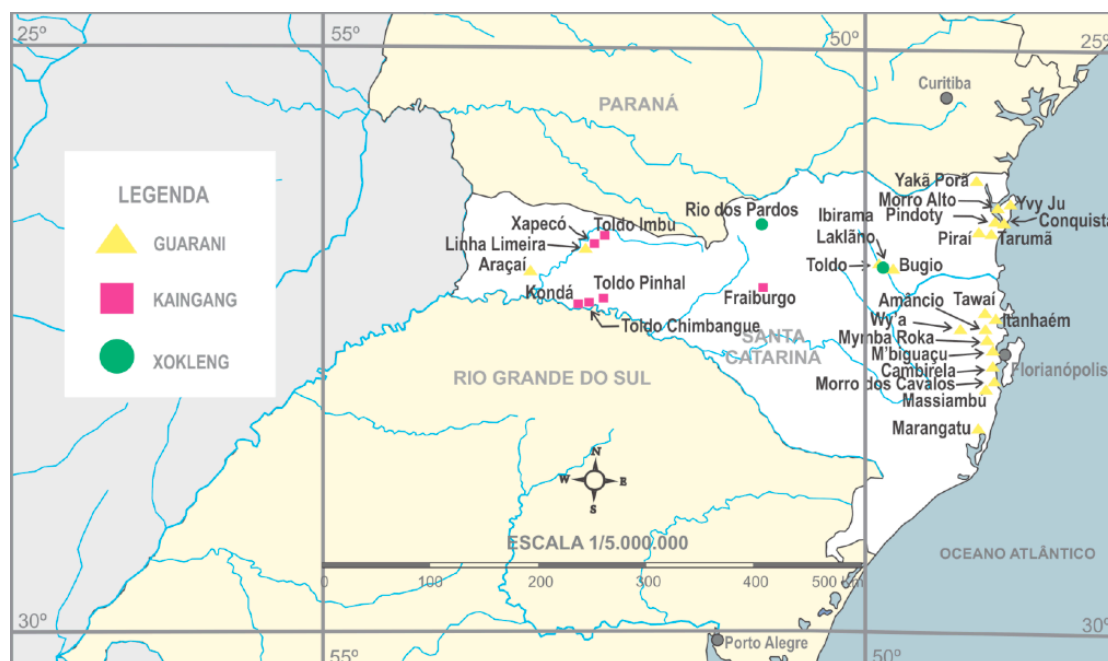 25º
55º
50º
25º
Curitiba
PARANÁ
LEGENDA
GUARANI
KAINGANG
XOKLENG
Yakã Porã
Morro Alto
Yvy Ju
Pindoty
Conquista
Piraí
Tarumã
Rio dos Pardos
Ibirama
Laklãno
Toldo
Bugio
Xapecó
Toldo Imbu
Linha Limeira
Araçaí
Kondá
Toldo Pinhal
Toldo Chimbangue
Fraiburgo
SANTA
CATARINA
Amâncio
Tawaí
Itanhaém
Wy'a
Mymba Roka
M'biguaçu
Cambirela
Florianópolis
Morro dos Cavalos
Massiambu
Marangatu
RIO GRANDE DO SUL
N
W
E
S
ESCALA 1/5.000.000
0
100
200
300
400
500 km
OCEANO ATLÂNTICO
30º
55º
Porto Alegre
50º
30º